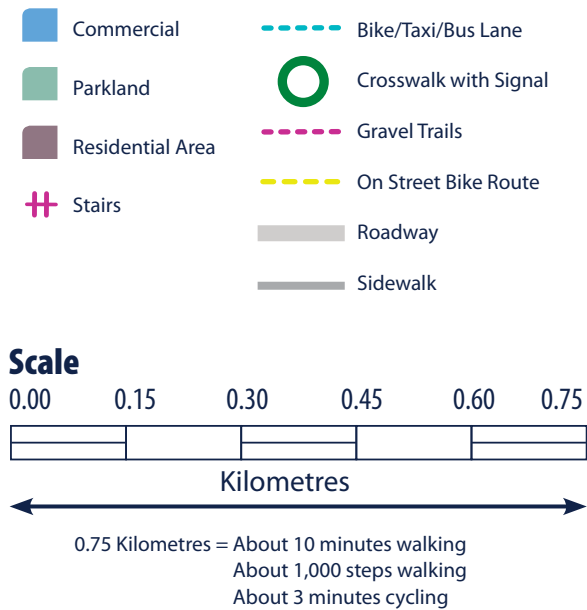 Commercial
Parkland
Residential Area
Stairs
Bike/Taxi/Bus Lane
Crosswalk with Signal
Gravel Trails
On Street Bike Route
Roadway
Sidewalk
Scale
0.00 0.15 0.30 0.45 0.60 0.75
Kilometres
0.75 Kilometres = About 10 minutes walking
About 1,000 steps walking
About 3 minutes cycling